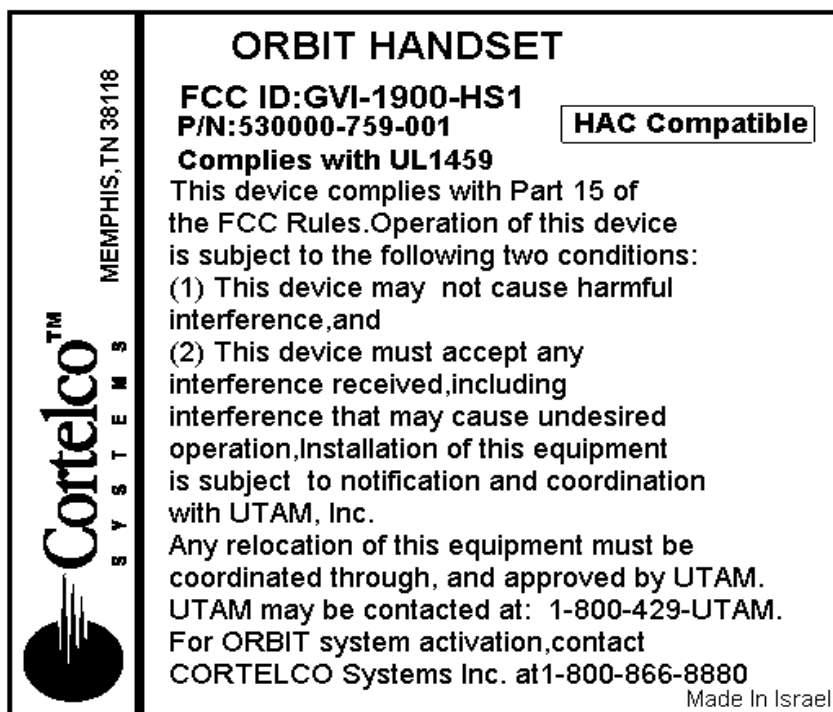 ORBIT HANDSET
FCC ID:GVI-1900-HS1
P/N:530000-759-001
HAC Compatible
Complies with UL1459
This device complies with Part 15 of
the FCC Rules.Operation of this device
is subject to the following two conditions:
(1) This device may  not cause harmful
interference,and
(2) This device must accept any
interference received,including
interference that may cause undesired
operation,Installation of this equipment
is subject  to notification and coordination
with UTAM, Inc.
Any relocation of this equipment must be
coordinated through, and approved by UTAM.
UTAM may be contacted at:  1-800-429-UTAM.
For ORBIT system activation,contact
CORTELCO Systems Inc. at1-800-866-8880
Made In Israel
Cortelco™
SYSTEMS
MEMPHIS,TN 38118